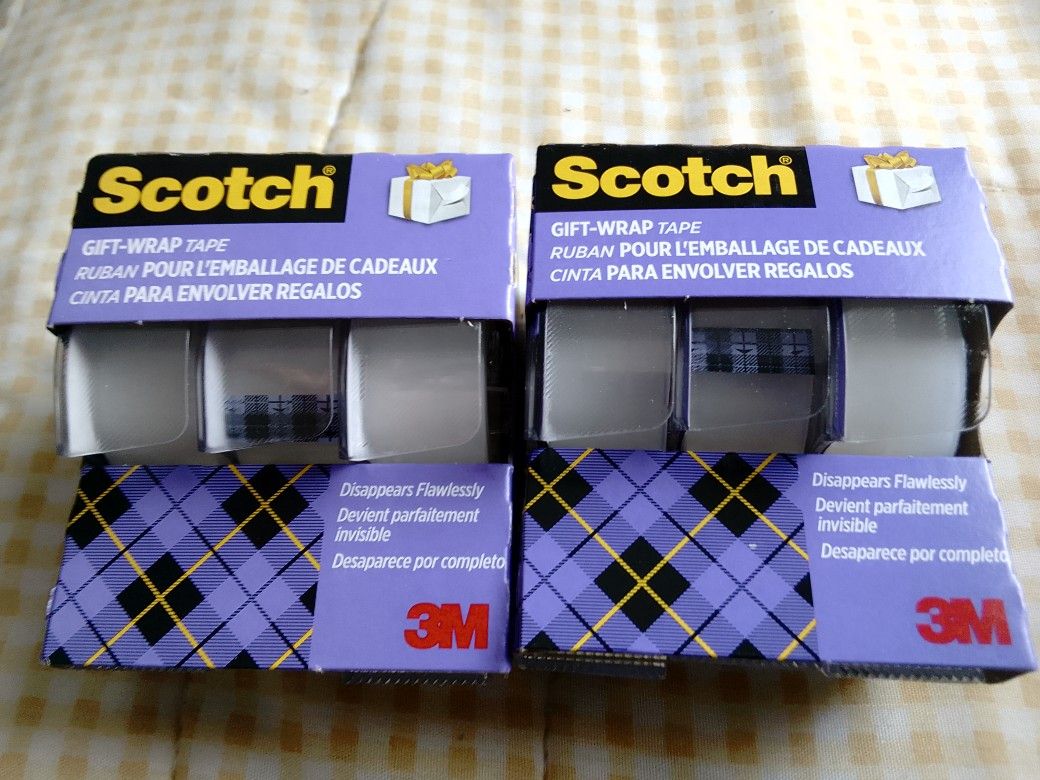 Scotch®
GIFT-WRAP TAPE
RUBAN POUR L'EMBALLAGE DE CADEAUX
CINTA PARA ENVOLVER REGALOS
Disappears Flawlessly
Devient parfaitement
invisible
Desaparece por completo
3M
Scotch®
GIFT-WRAP TAPE
RUBAN POUR L'EMBALLAGE DE CADEAUX
CINTA PARA ENVOLVER REGALOS
Disappears Flawlessly
Devient parfaitement
invisible
Desaparece por completo
3M